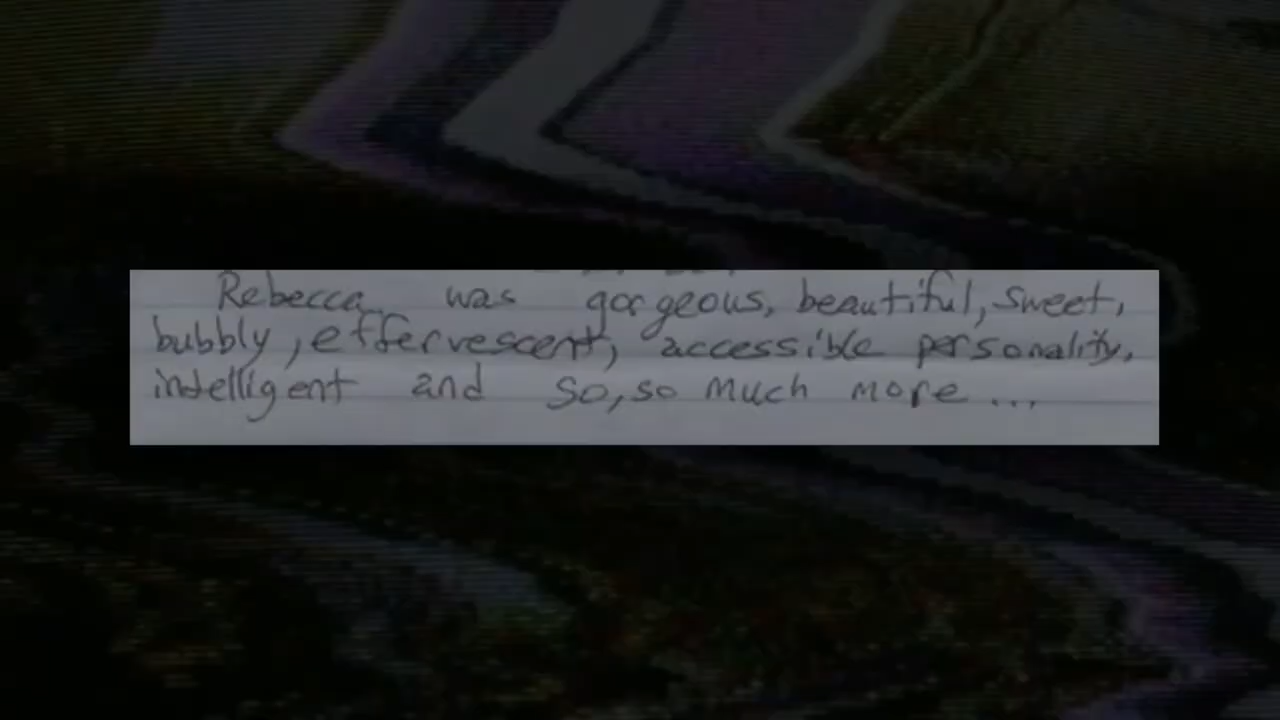 Rebecca was gorgeous, beautiful, sweet,
bubbly, effervescent, accessible personality,
intelligent and so, so much more...